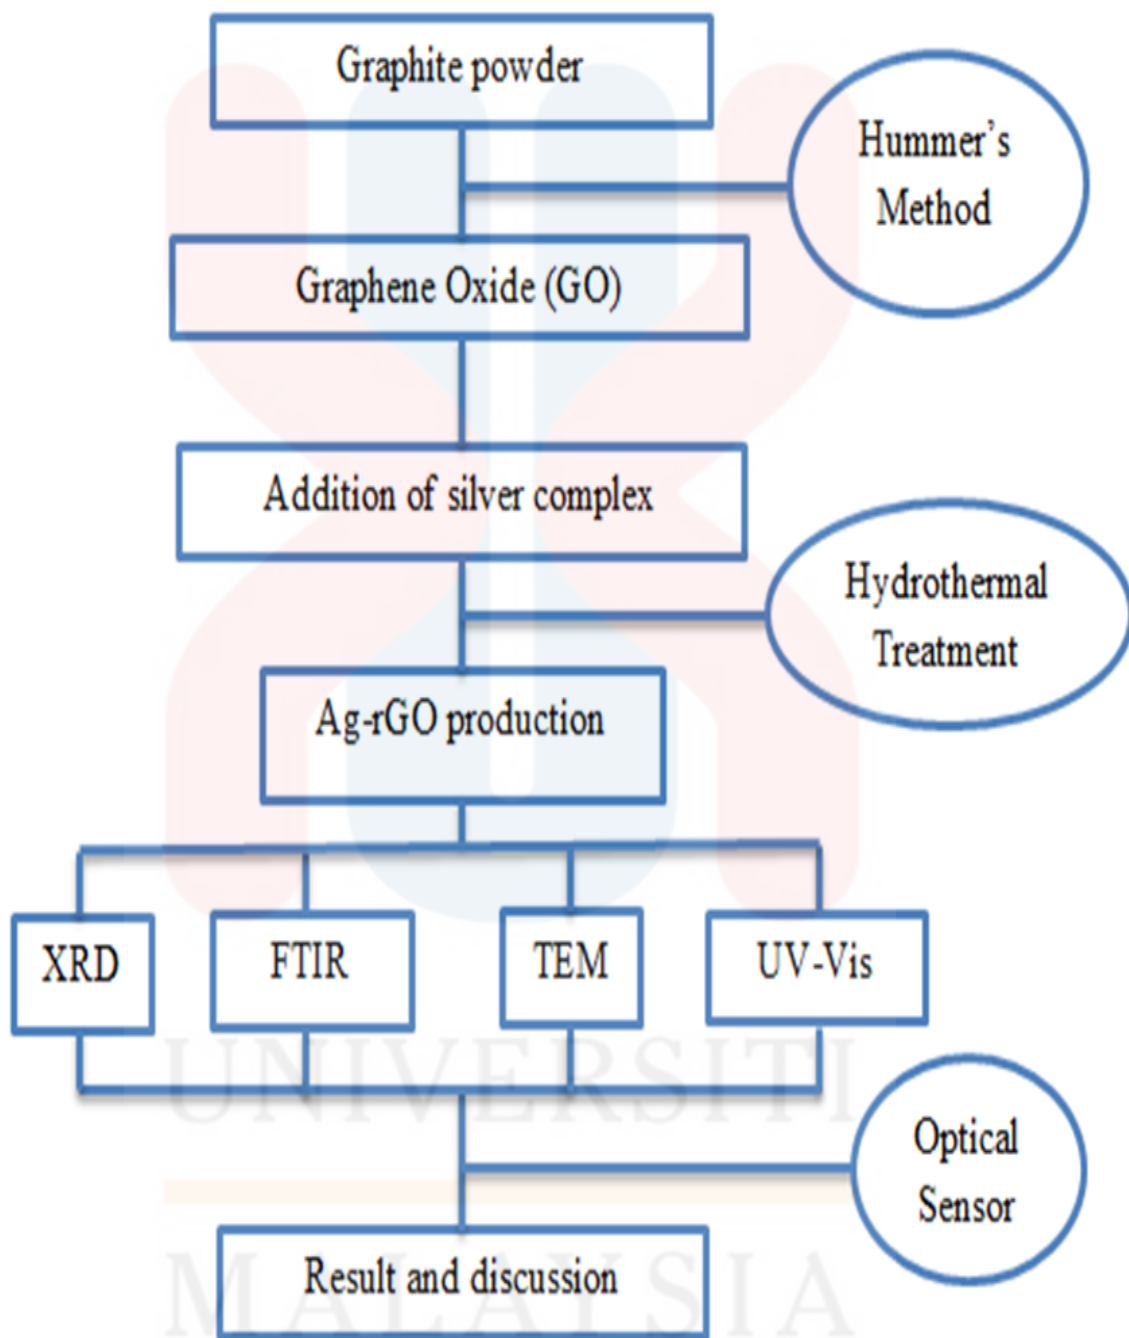 Graphite powder
Hummer's
Method
Graphene Oxide (GO)
Addition of silver complex
Hydrothermal
Treatment
Ag-rGO production
XRD
FTIR
TEM
UV-Vis
UNIVERSITI
Optical
Sensor
Result and discussion
MALAYSIA